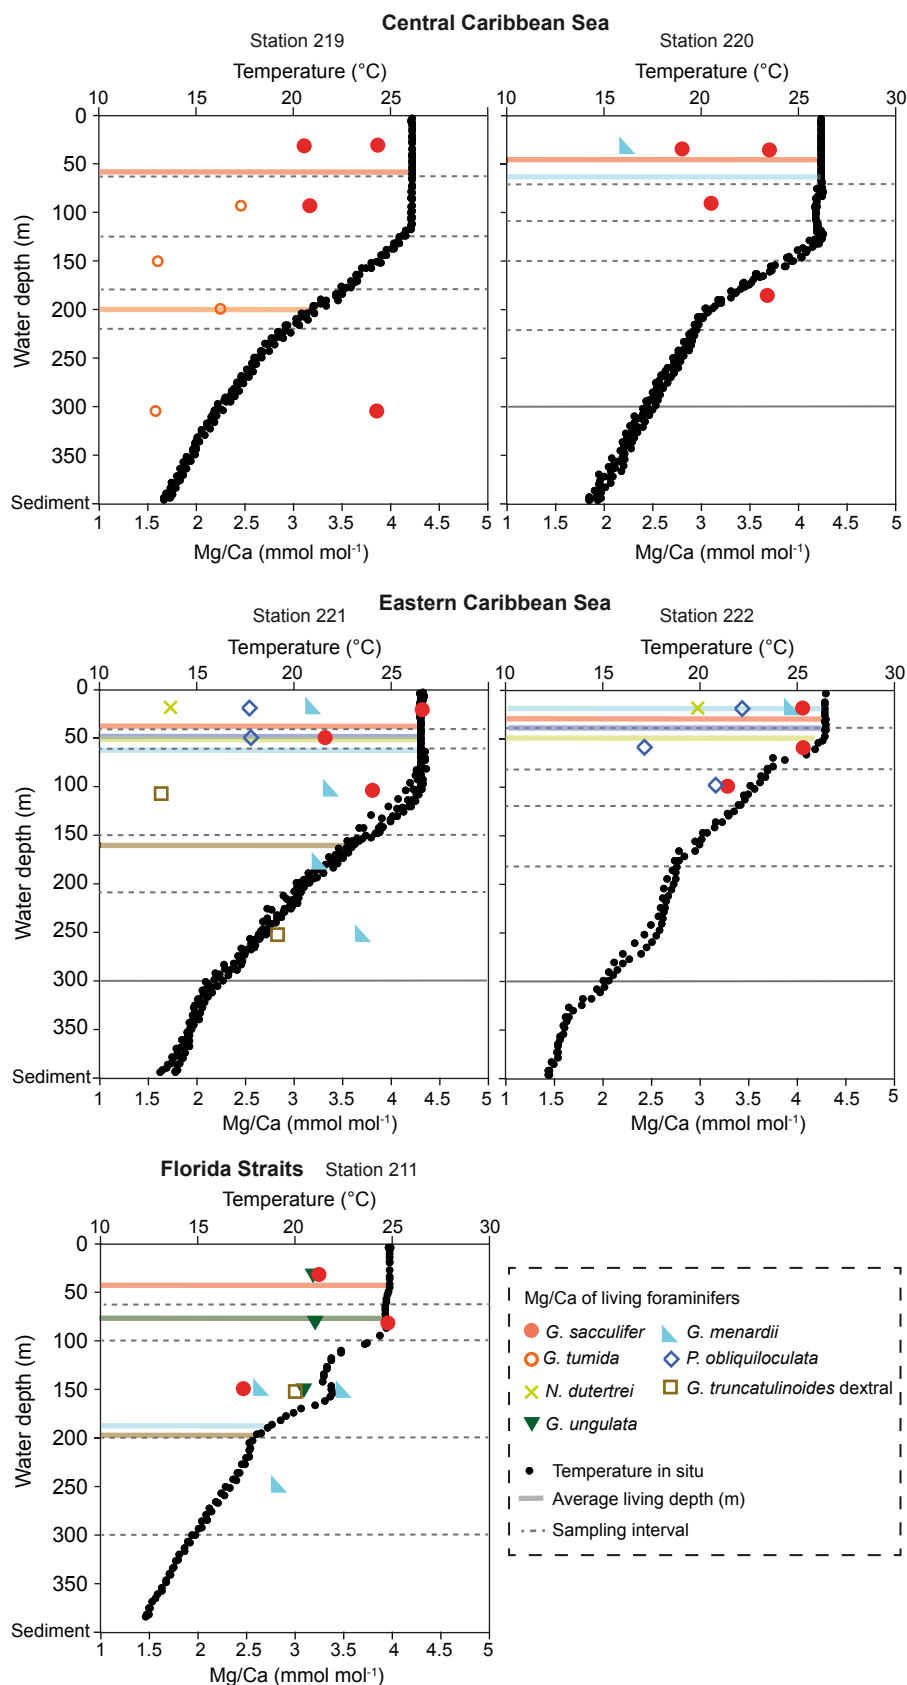 Central Caribbean Sea
Station 219
Station 220
Temperature (°C)
Temperature (°C)
10 15 20 25 10 15 20 25 30
0
50
100
150
200
300
350
Sediment
Water depth (m)
1 1.5 2 2.5 3 3.5 4 4.5 5
1 1.5 2 2.5 3 3.5 4 4.5 5
Mg/Ca (mmol mol⁻¹)
Mg/Ca (mmol mol⁻¹)
Eastern Caribbean Sea
Station 221
Station 222
Temperature (°C)
Temperature (°C)
10 15 20 25 10 15 20 25 30
0
50
100
150
200
250
300
350
Sediment
Water depth (m)
1 1.5 2 2.5 3 3.5 4 4.5 5
1 1.5 2 2.5 3 3.5 4 4.5 5
Mg/Ca (mmol mol⁻¹)
Mg/Ca (mmol mol⁻¹)
Florida Straits Station 211
Temperature (°C)
10 15 20 25 30
0
50
100
150
200
250
300
350
Sediment
Water depth (m)
1 1.5 2 2.5 3 3.5 4 4.5 5
Mg/Ca (mmol mol⁻¹)
Mg/Ca of living foraminifers
G. sacculifer
G. menardii
G. tumida
P. obliquiloculata
N. dutertrei
G. truncatulinoides dextral
G. ungulata
Temperature in situ
Average living depth (m)
Sampling interval